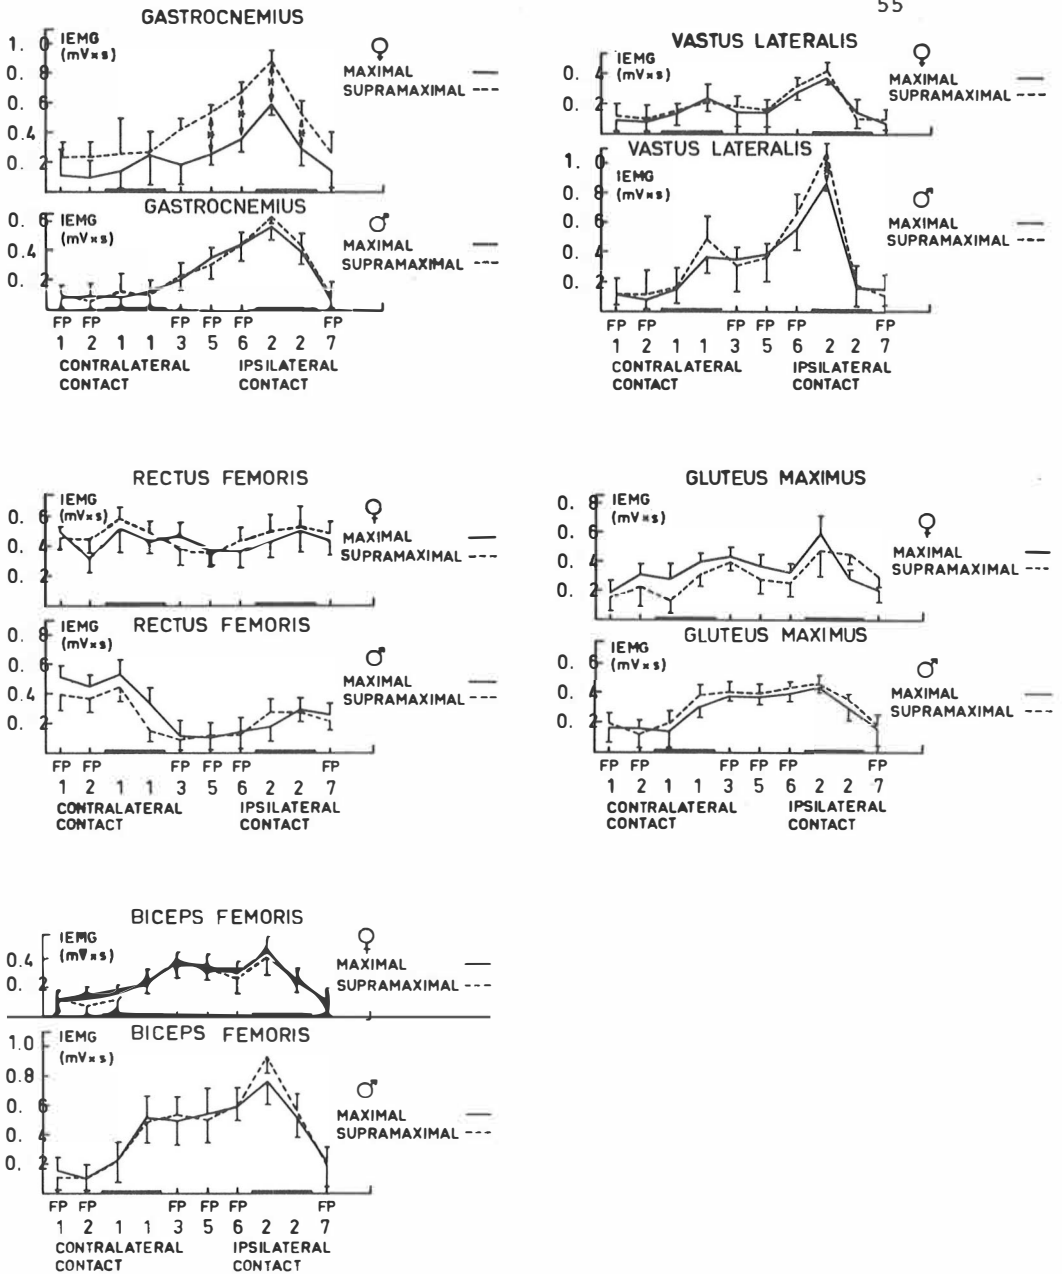 55
GASTROCNEMIUS
IEMG
(mV×s)
1. 0
8
0. 6
0.4
0. 2
♀
MAXIMAL
SUPRAMAXIMAL
GASTROCNEMIUS
IEMG
(mV×s)
0. 6
0.4
2
♂
MAXIMAL
SUPRAMAXIMAL
FP FP FP FP FP FP
1 2 1 1 3 5 6 2 2 7
CONTRALATERAL IPSILATERAL
CONTACT CONTACT
VASTUS LATERALIS
IEMG
(mV×s)
0. 4
0. 2
♀
MAXIMAL
SUPRAMAXIMAL
VASTUS LATERALIS
IEMG
(mV×s)
1. 0
0. 8
0. 6
0. 4
0. 2
♂
MAXIMAL
SUPRAMAXIMAL
FP FP FP FP FP FP
1 2 1 1 3 5 6 2 2 7
CONTRALATERAL IPSILATERAL
CONTACT CONTACT
RECTUS FEMORIS
IEMG
(mV×s)
0. 6
0. 4
0. 2
♀
MAXIMAL
SUPRAMAXIMAL
RECTUS FEMORIS
IEMG
(mV×s)
0. 8
0. 6
0.4
0. 2
♂
MAXIMAL
SUPRAMAXIMAL
FP FP FP FP FP FP
1 2 1 1 3 5 6 2 2 7
CONTRALATERAL IPSILATERAL
CONTACT CONTACT
GLUTEUS MAXIMUS
IEMG
(mV×s)
0. 8
0. 6
0. 4
0. 2
♀
MAXIMAL
SUPRAMAXIMAL
GLUTEUS MAXIMUS
IEMG
(mV×s)
0. 6
0. 4
0. 2
♂
MAXIMAL
SUPRAMAXIMAL
FP FP FP FP FP FP
1 2 1 1 3 5 6 2 2 7
CONTRALATERAL IPSILATERAL
CONTACT CONTACT
BICEPS FEMORIS
IEMG
(mV×s)
0.4
0. 2
♀
MAXIMAL
SUPRAMAXIMAL
BICEPS FEMORIS
IEMG
(mV×s)
1.0
0.8
0. 6
0. 4
0. 2
♂
MAXIMAL
SUPRAMAXIMAL
FP FP FP FP FP FP
1 2 1 1 3 5 6 2 2 7
CONTRALATERAL IPSILATERAL
CONTACT CONTACT